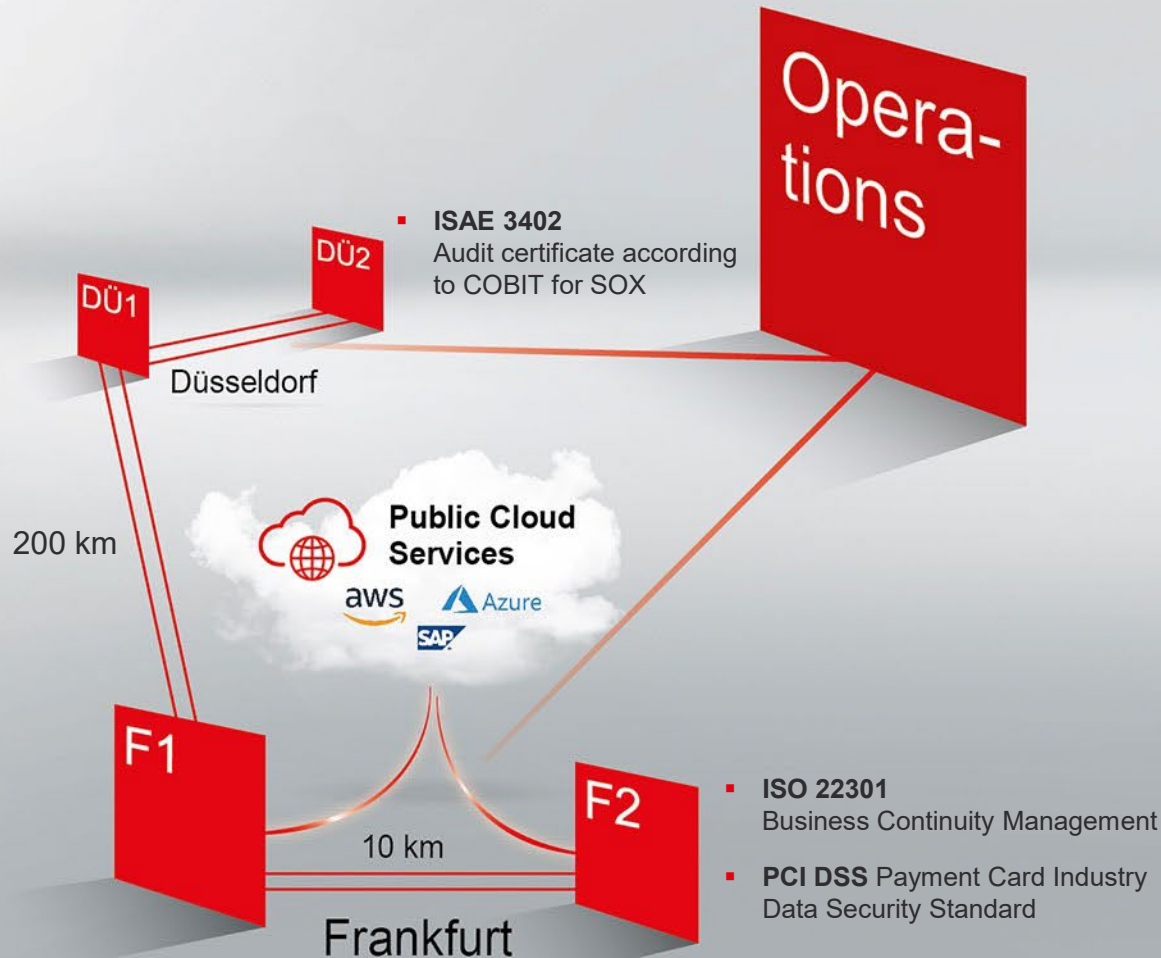 Opera-
tions
ISAE 3402
Audit certificate according
to COBIT for SOX
DÜ2
DÜ1
Düsseldorf
200 km
Public Cloud
Services
aws
Azure
SAP
F1
F2
10 km
Frankfurt
ISO 22301
Business Continuity Management
PCI DSS Payment Card Industry
Data Security Standard